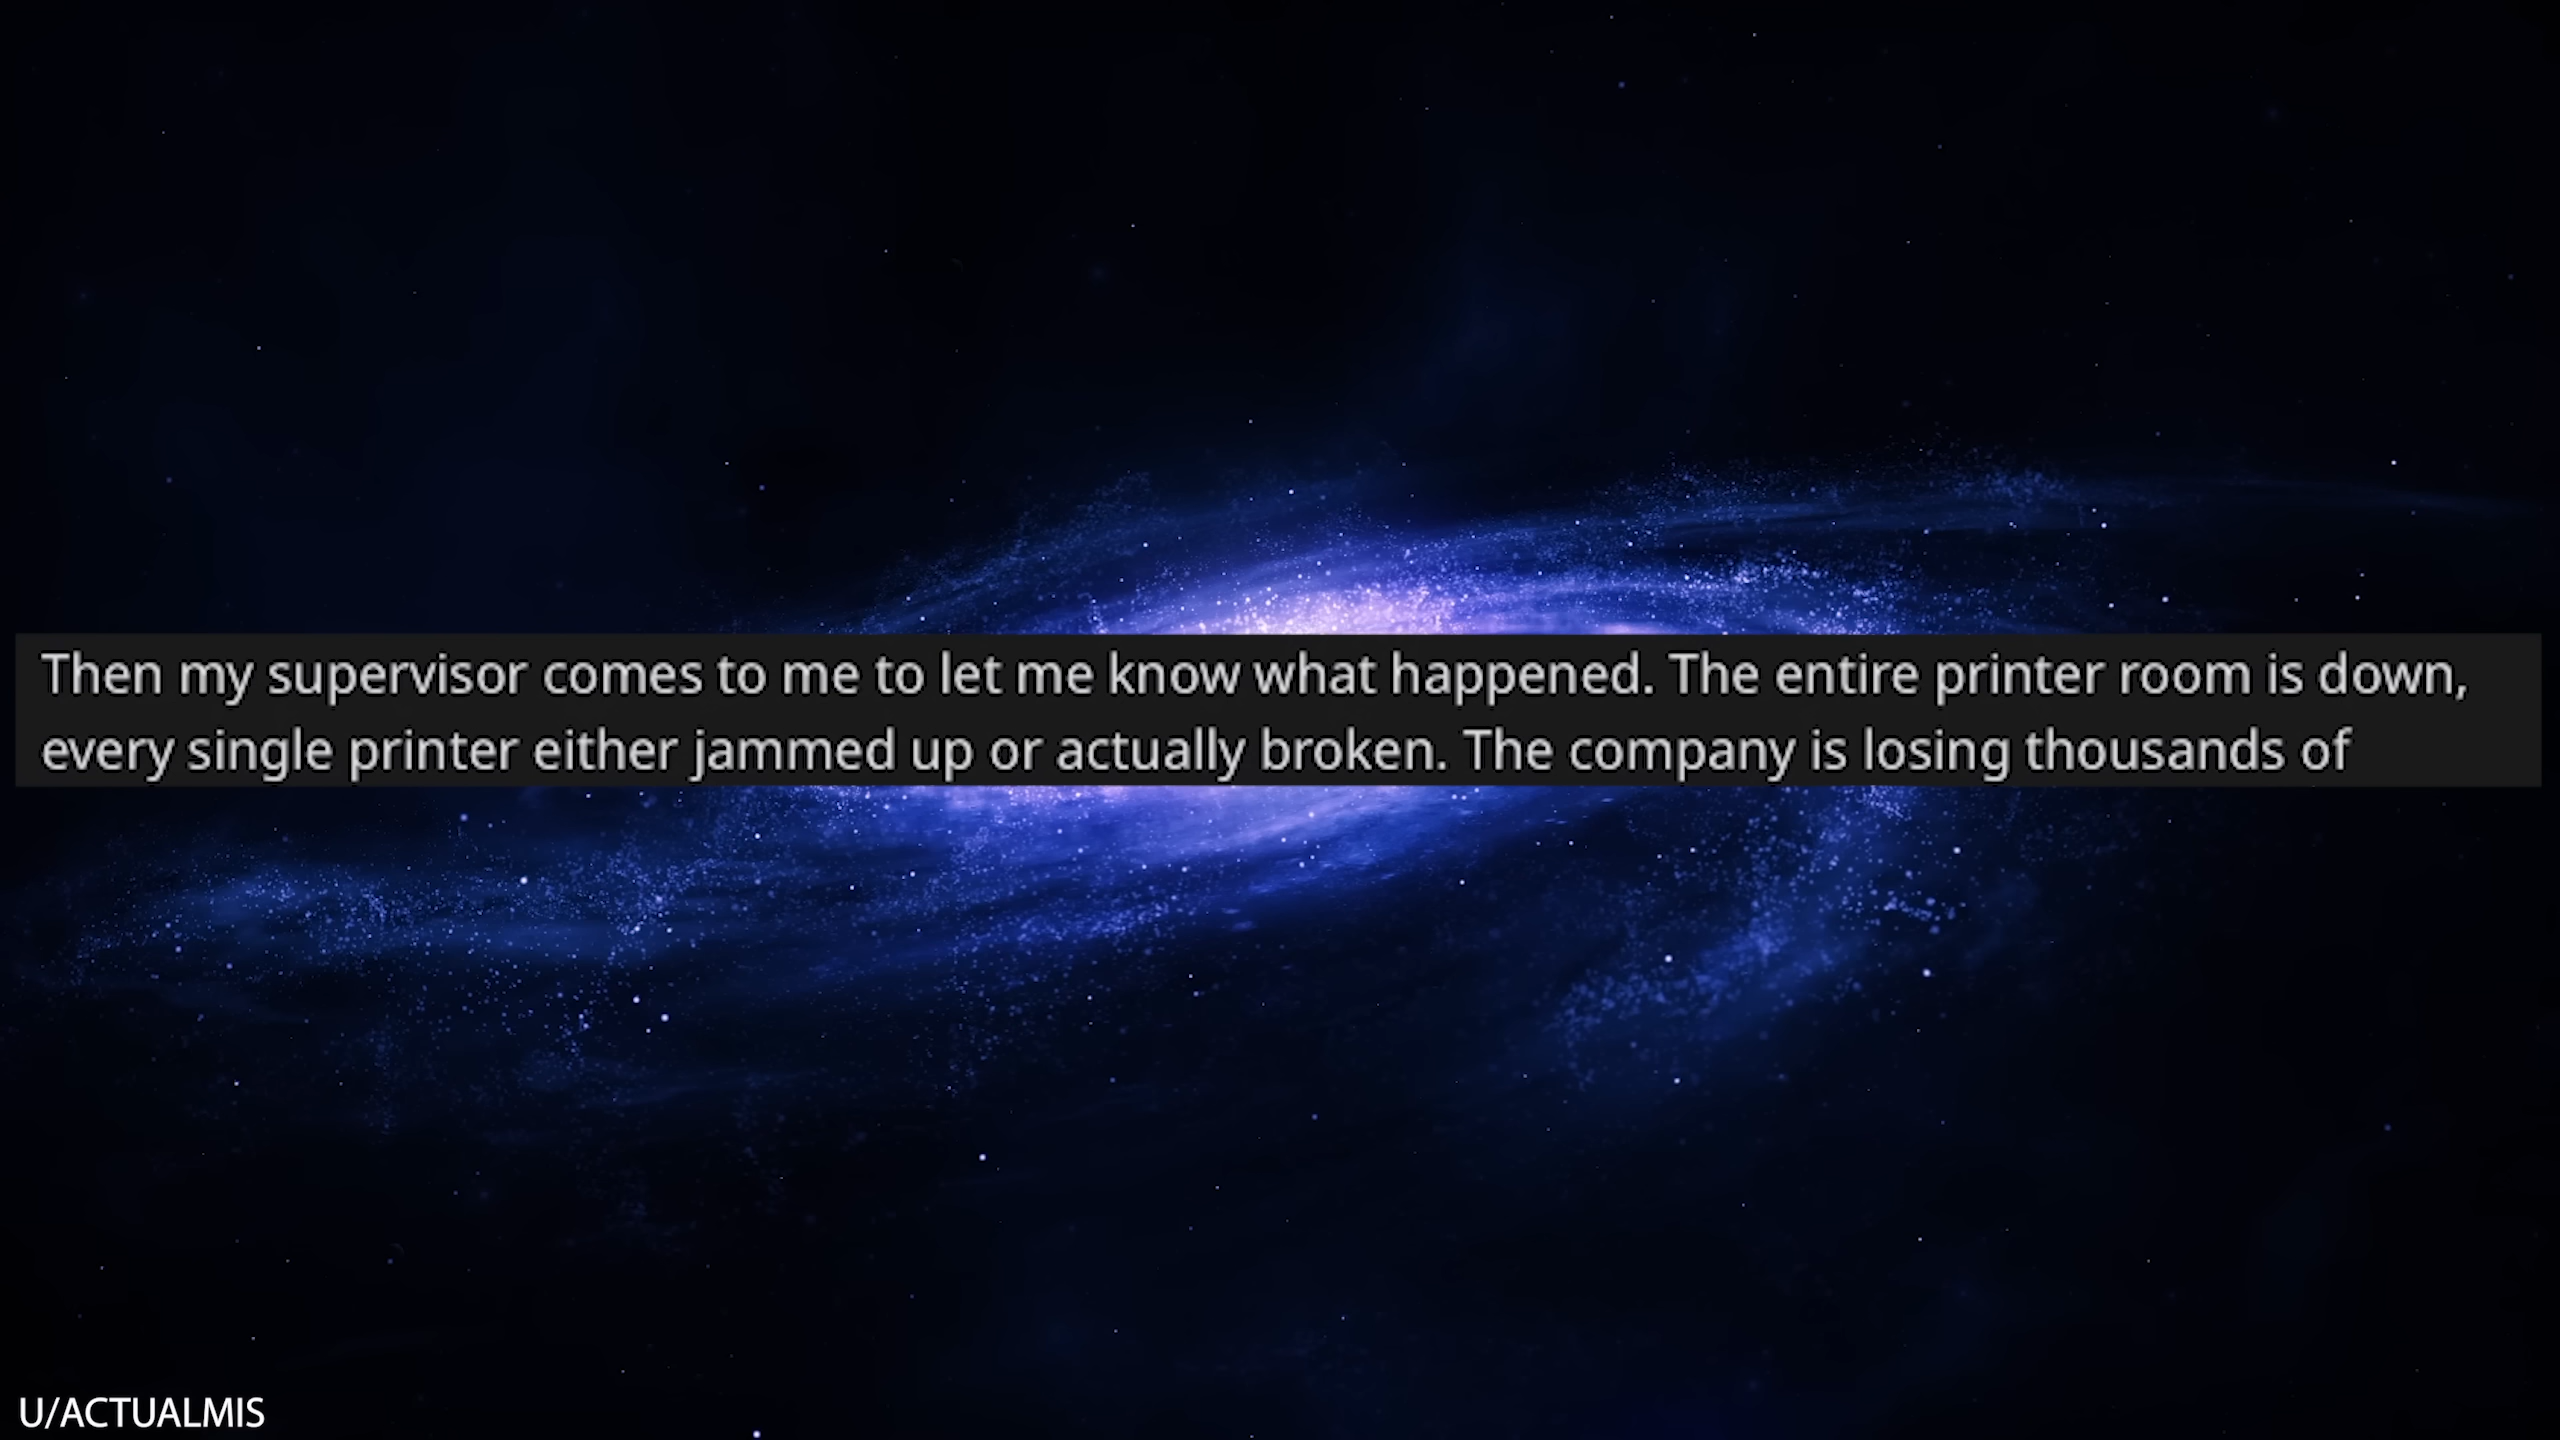 Then my supervisor comes to me to let me know what happened. The entire printer room is down,
every single printer either jammed up or actually broken. The company is losing thousands of
U/ACTUALMIS